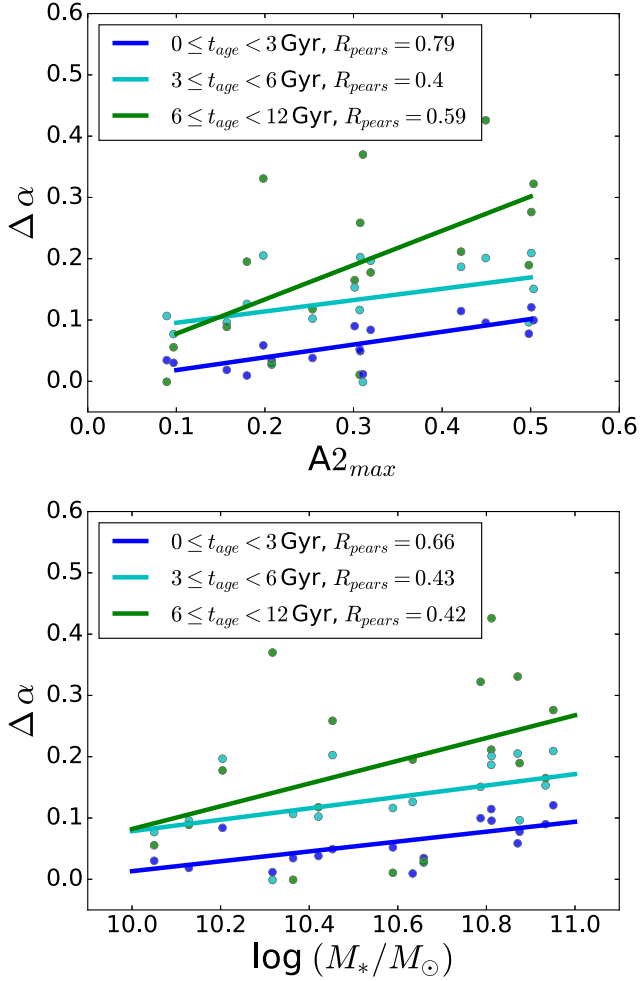 0.6
0 ≤ t_age < 3 Gyr, R_pears = 0.79
3 ≤ t_age < 6 Gyr, R_pears = 0.4
6 ≤ t_age < 12 Gyr, R_pears = 0.59
0.5
0.4
0.3
0.2
0.1
0.0
Δ α
0.0 0.1 0.2 0.3 0.4 0.5 0.6
A2_max
0.6
0 ≤ t_age < 3 Gyr, R_pears = 0.66
3 ≤ t_age < 6 Gyr, R_pears = 0.43
6 ≤ t_age < 12 Gyr, R_pears = 0.42
0.5
0.4
0.3
0.2
0.1
0.0
Δ α
10.0 10.2 10.4 10.6 10.8 11.0
log (M_*/M_⊙)